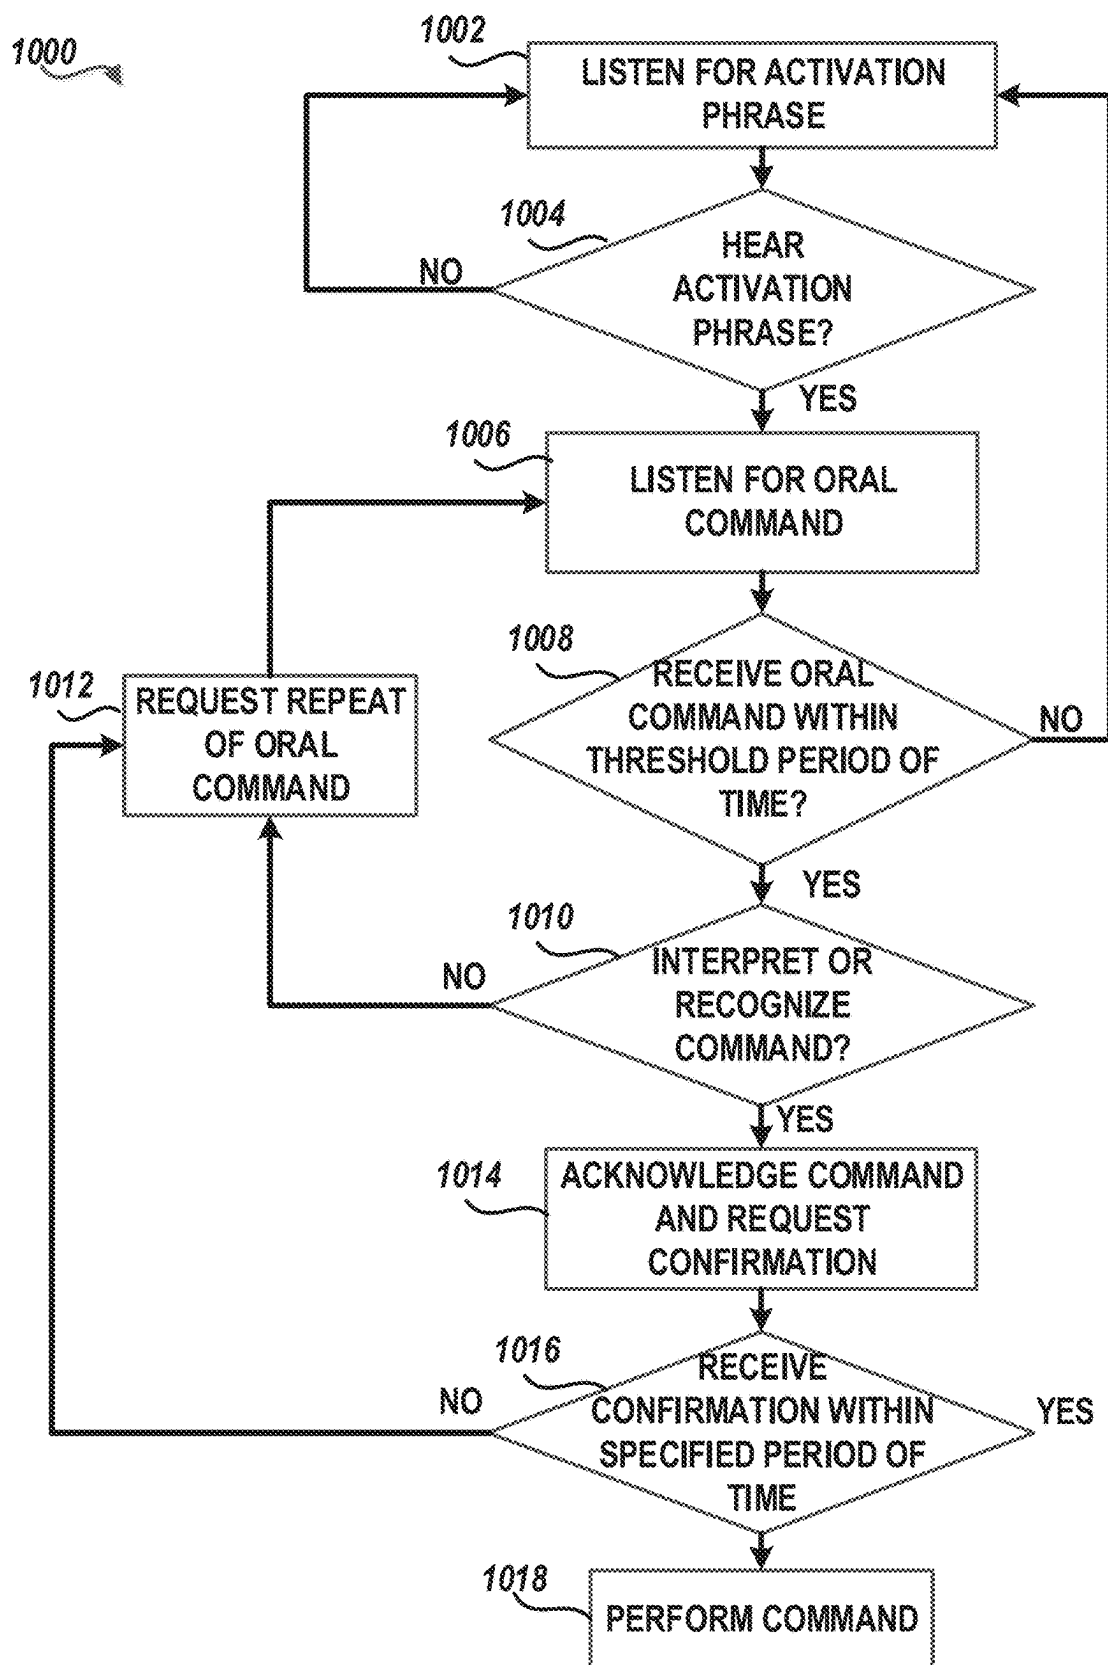 1000
1002
LISTEN FOR ACTIVATION
PHRASE
1004
HEAR
ACTIVATION
PHRASE?
NO
YES
1006
LISTEN FOR ORAL
COMMAND
1008
RECEIVE ORAL
COMMAND WITHIN
THRESHOLD PERIOD OF
TIME?
NO
YES
1012
REQUEST REPEAT
OF ORAL
COMMAND
1010
INTERPRET OR
RECOGNIZE
COMMAND?
NO
YES
1014
ACKNOWLEDGE COMMAND
AND REQUEST
CONFIRMATION
1016
RECEIVE
CONFIRMATION WITHIN
SPECIFIED PERIOD OF
TIME
NO
YES
1018
PERFORM COMMAND